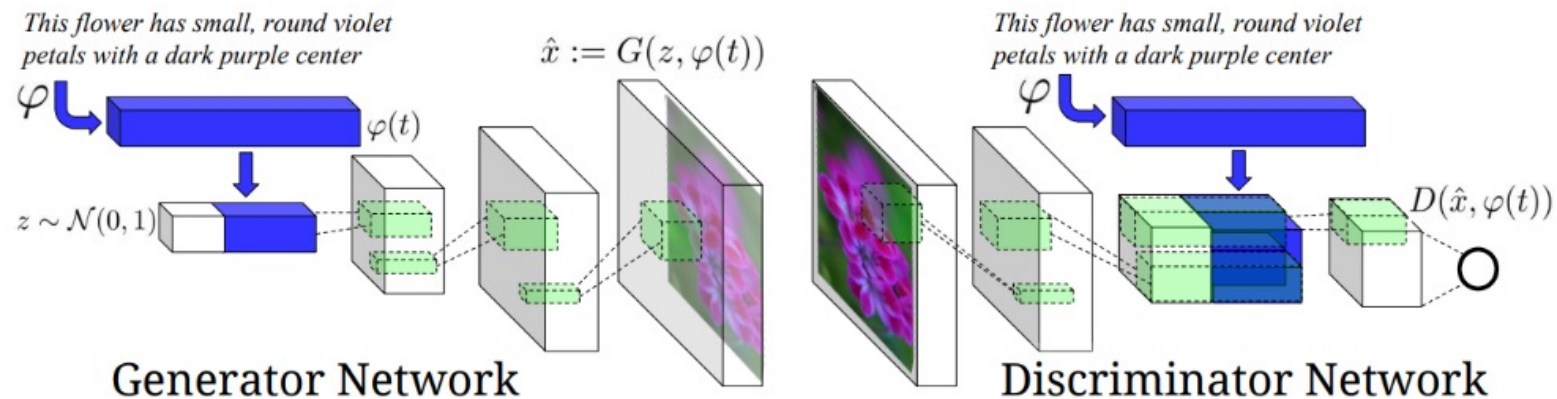 This flower has small, round violet
petals with a dark purple center
φ
φ(t)
z ∼ 𝒩(0, 1)
x̂ := G(z, φ(t))
Generator Network
This flower has small, round violet
petals with a dark purple center
φ
D(x̂, φ(t))
Discriminator Network